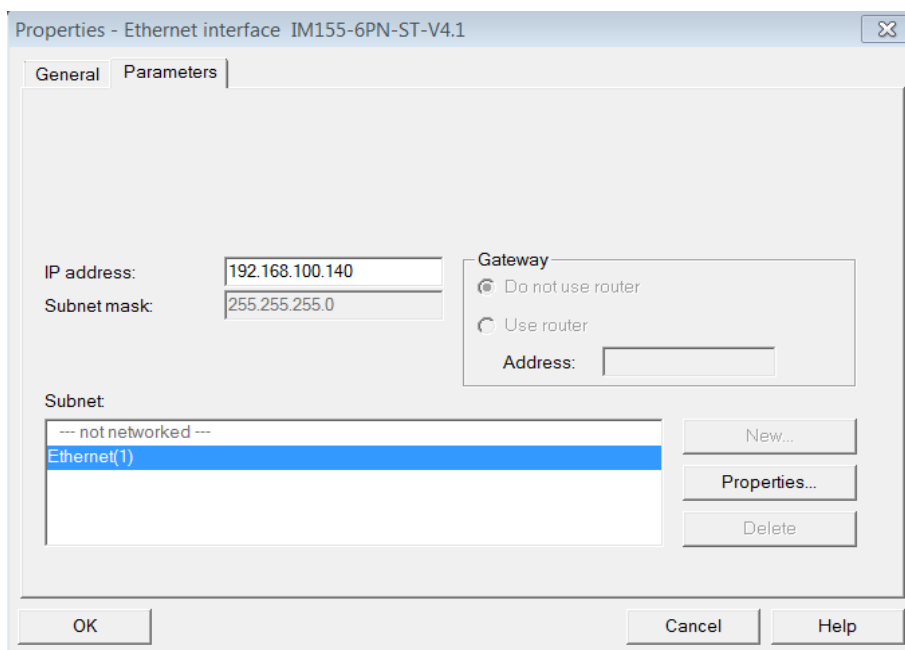 Properties - Ethernet interface  IM155-6PN-ST-V4.1
General
Parameters
IP address:
192.168.100.140
Subnet mask:
255.255.255.0
Gateway
Do not use router
Use router
Address:
Subnet:
--- not networked ---
Ethernet(1)
New...
Properties...
Delete
OK
Cancel
Help